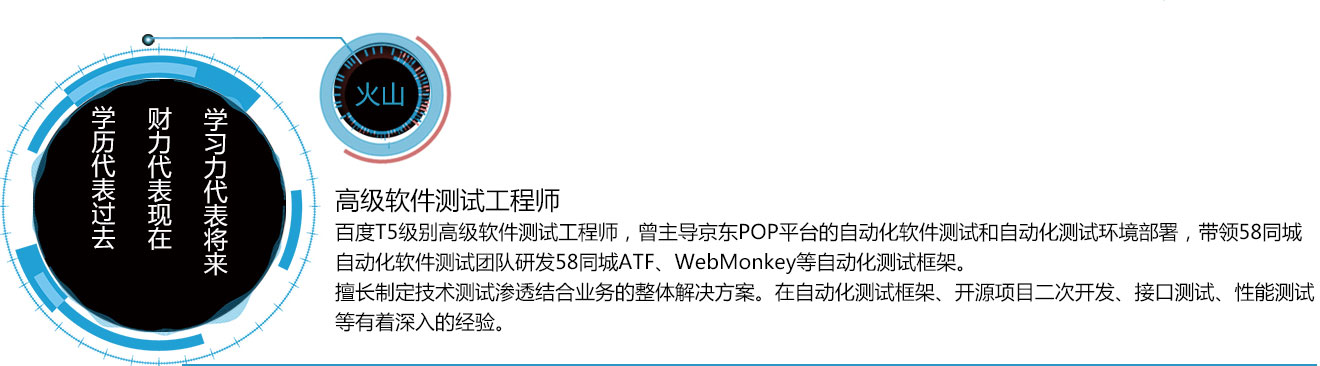 学历代表过去
财力代表现在
学习力代表将来
火山
高级软件测试工程师
百度T5级别高级软件测试工程师，曾主导京东POP平台的自动化软件测试和自动化测试环境部署，带领58同城
自动化软件测试团队研发58同城ATF、WebMonkey等自动化测试框架。
擅长制定技术测试渗透结合业务的整体解决方案。在自动化测试框架、开源项目二次开发、接口测试、性能测试
等有着深入的经验。